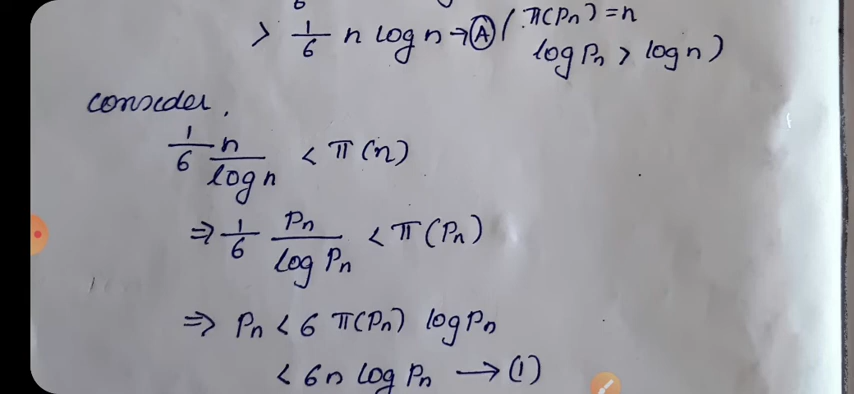 > 1/6 n log n → Ⓐ ( π(Pn) = n
log Pn > log n )
consider,
1/6 n/log n < π(n)
⇒ 1/6 Pn/log Pn < π(Pn)
⇒ Pn < 6 π(Pn) log Pn
< 6n log Pn → (1)